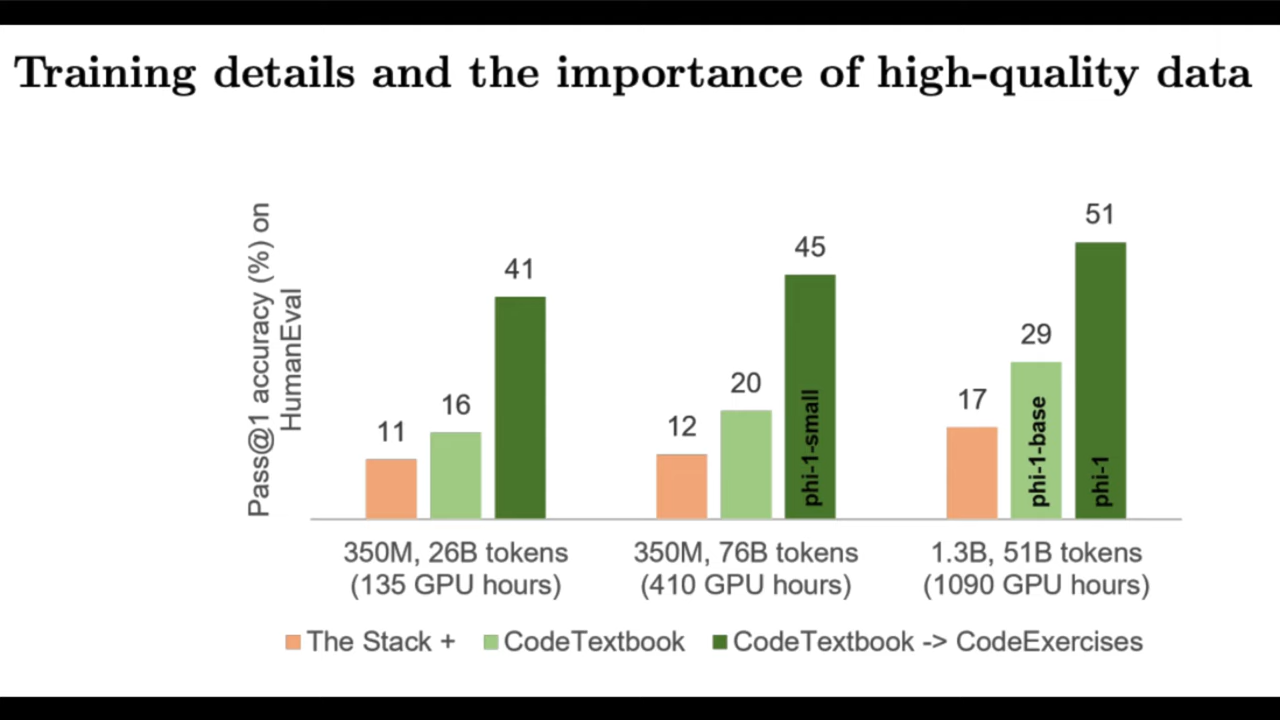 Training details and the importance of high-quality data
Pass@1 accuracy (%) on
HumanEval
11
16
41
12
20
45
17
29
51
phi-1-small
phi-1-base
phi-1
350M, 26B tokens
(135 GPU hours)
350M, 76B tokens
(410 GPU hours)
1.3B, 51B tokens
(1090 GPU hours)
The Stack +
CodeTextbook
CodeTextbook -> CodeExercises